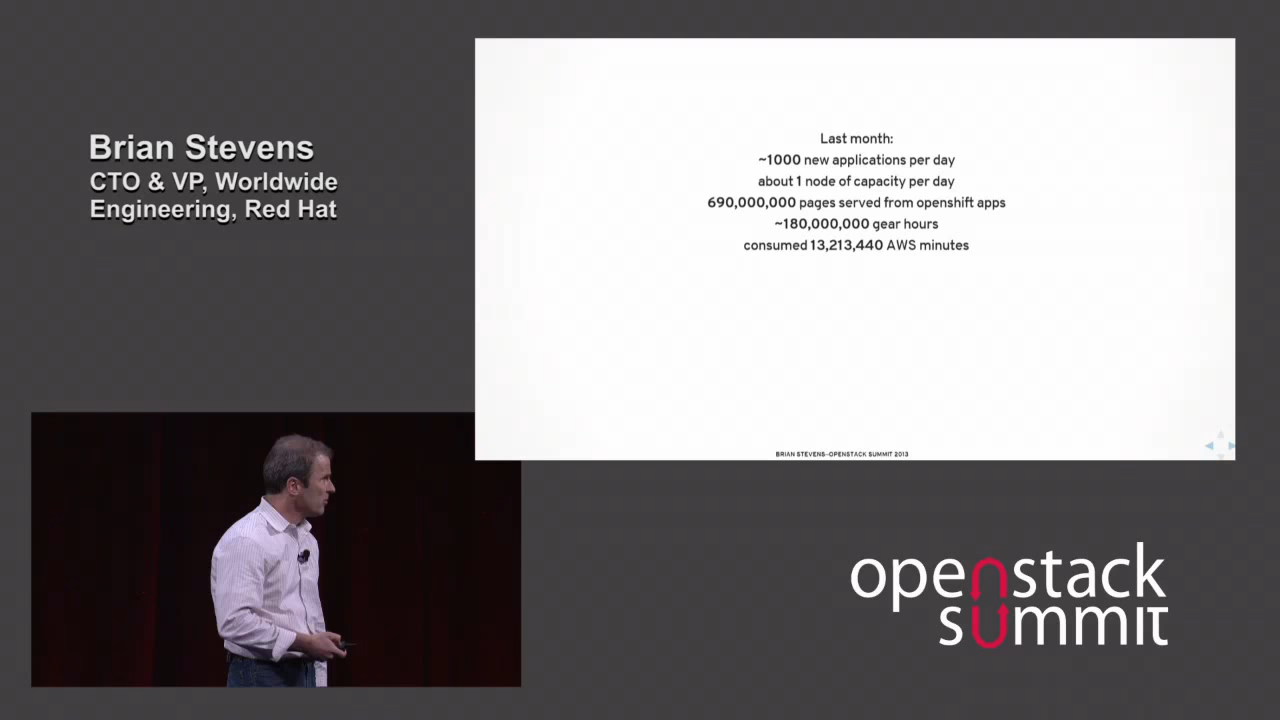 Brian Stevens
CTO & VP, Worldwide
Engineering, Red Hat
Last month:
~1000 new applications per day
about 1 node of capacity per day
690,000,000 pages served from openshift apps
~180,000,000 gear hours
consumed 13,213,440 AWS minutes
BRIAN STEVENS-OPENSTACK SUMMIT 2013
openstack
summit